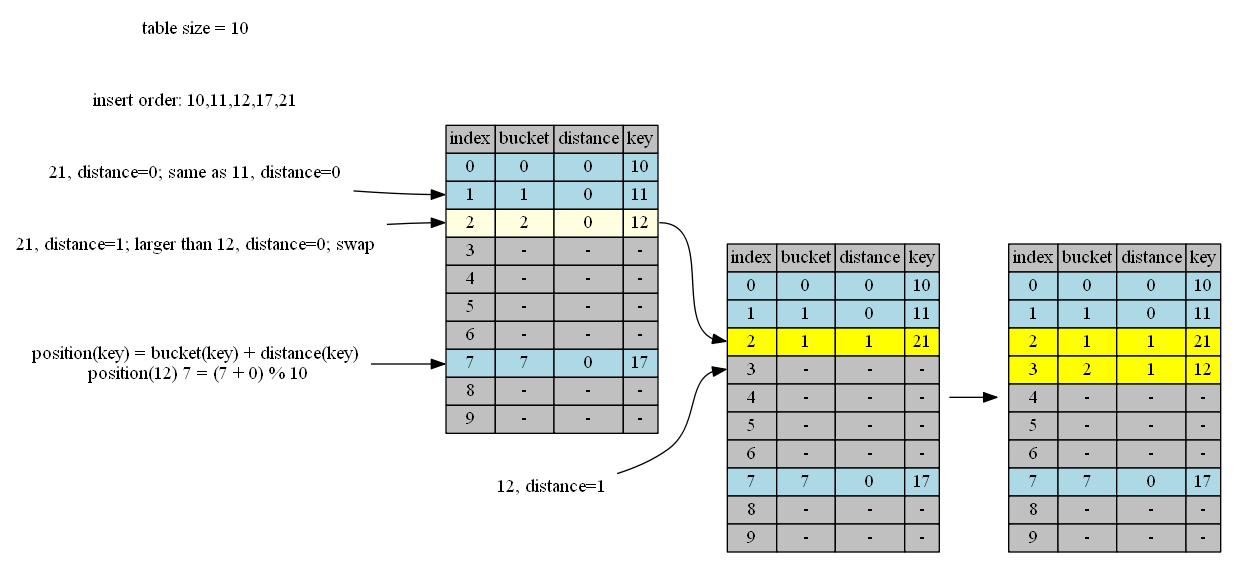 table size = 10
insert order: 10,11,12,17,21
21, distance=0; same as 11, distance=0
21, distance=1; larger than 12, distance=0; swap
position(key) = bucket(key) + distance(key)
position(12) 7 = (7 + 0) % 10
index bucket distance key
0 0 0 10
1 1 0 11
2 2 0 12
3 - - -
4 - - -
5 - - -
6 - - -
7 7 0 17
8 - - -
9 - - -
12, distance=1
index bucket distance key
0 0 0 10
1 1 0 11
2 1 1 21
3 - - -
4 - - -
5 - - -
6 - - -
7 7 0 17
8 - - -
9 - - -
index bucket distance key
0 0 0 10
1 1 0 11
2 1 1 21
3 2 1 12
4 - - -
5 - - -
6 - - -
7 7 0 17
8 - - -
9 - - -